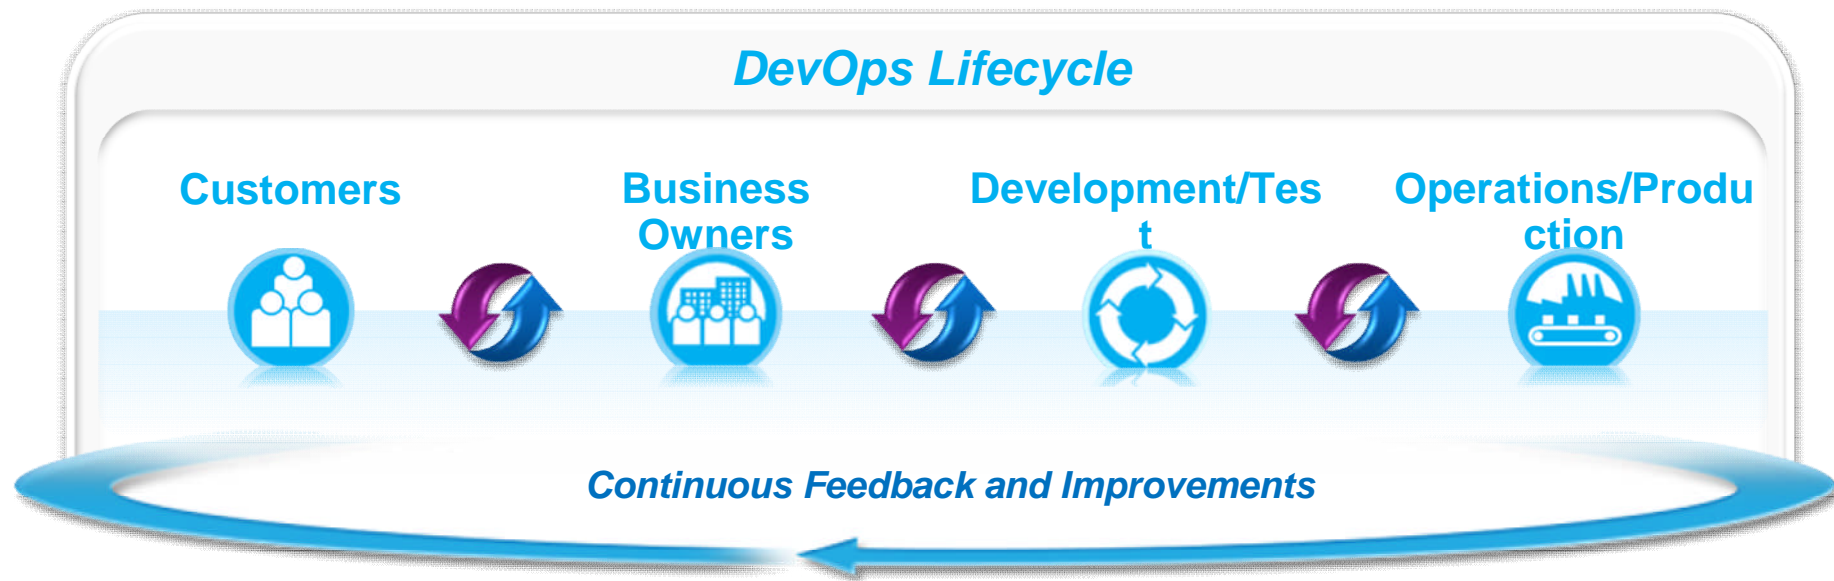 DevOps Lifecycle
Customers
Business
Owners
Development/Tes
t
Operations/Produ
ction
Continuous Feedback and Improvements